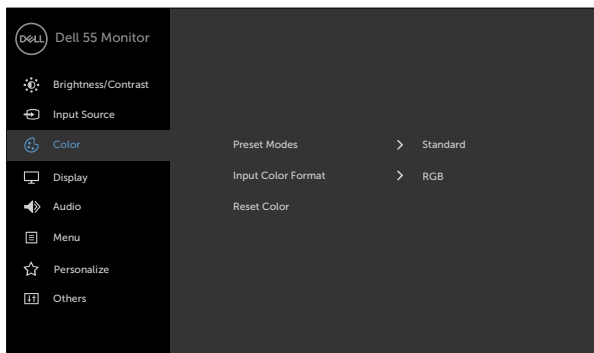 DELL Dell 55 Monitor
Brightness/Contrast
Input Source
Color
Preset Modes Standard
Display
Input Color Format RGB
Audio
Reset Color
Menu
Personalize
Others